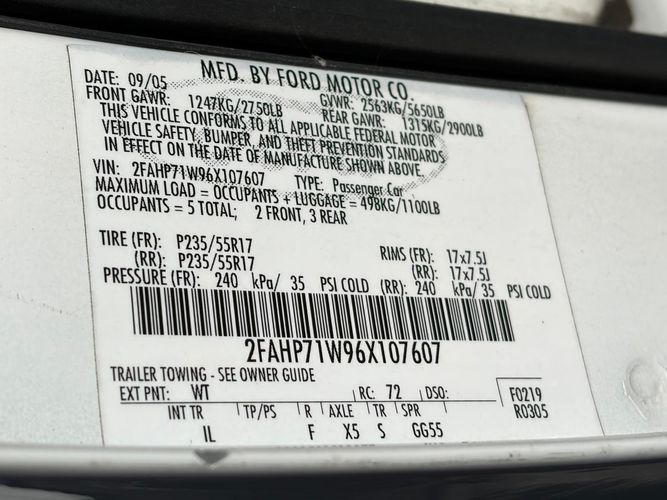 MFD. BY FORD MOTOR CO.
DATE: 09/05 GVWR: 2563KG/5650LB
FRONT GAWR: 1247KG/2750LB REAR GAWR: 1315KG/2900LB
THIS VEHICLE CONFORMS TO ALL APPLICABLE FEDERAL MOTOR
VEHICLE SAFETY, BUMPER, AND THEFT PREVENTION STANDARDS
IN EFFECT ON THE DATE OF MANUFACTURE SHOWN ABOVE
VIN: 2FAHP71W96X107607 TYPE: Passenger Car
MAXIMUM LOAD = OCCUPANTS + LUGGAGE = 498KG/1100LB
OCCUPANTS = 5 TOTAL; 2 FRONT, 3 REAR
TIRE (FR): P235/55R17 RIMS (FR): 17x7.5J
(RR): P235/55R17 (RR): 17x7.5J
PRESSURE (FR): 240 kPa/ 35 PSI COLD (RR): 240 kPa/ 35 PSI COLD
2FAHP71W96X107607
TRAILER TOWING - SEE OWNER GUIDE
EXT PNT: WT RC: 72 DSO: F0219
INT TR TP/PS R AXLE TR SPR R0305
IL F X5 S GG55